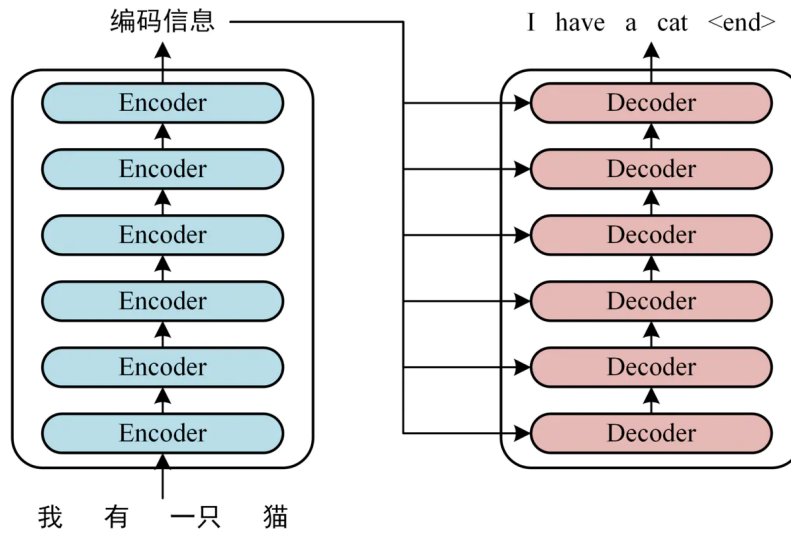 编码信息
Encoder
Encoder
Encoder
Encoder
Encoder
Encoder
我 有 一只 猫
I have a cat <end>
Decoder
Decoder
Decoder
Decoder
Decoder
Decoder